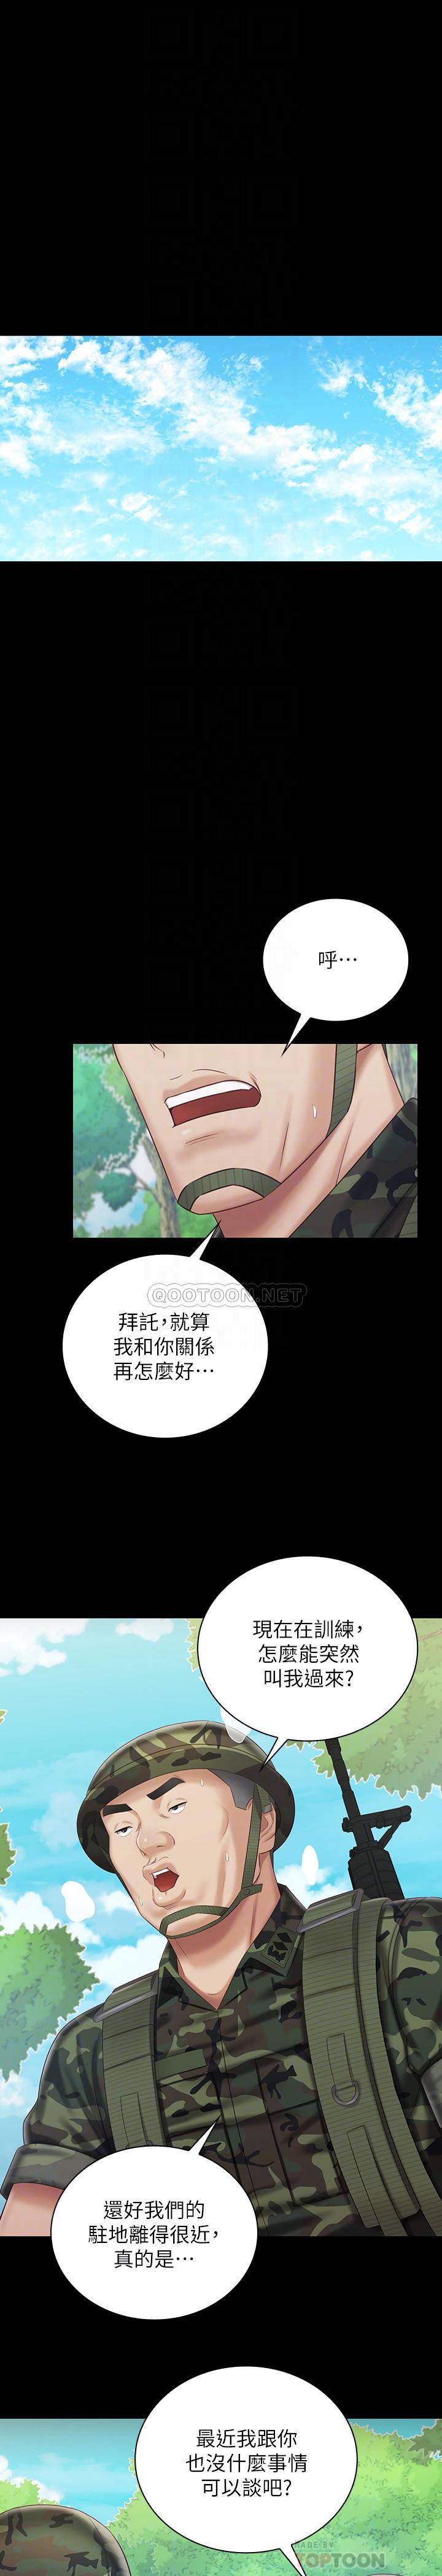 呼…
QOOTOON.NET
拜託,就算
我和你關係
再怎麼好…
現在在訓練,
怎麼能突然
叫我過來?
還好我們的
駐地離得很近,
真的是…
最近我跟你
也沒什麼事情
可以談吧?
MADE BY
TOPTOON